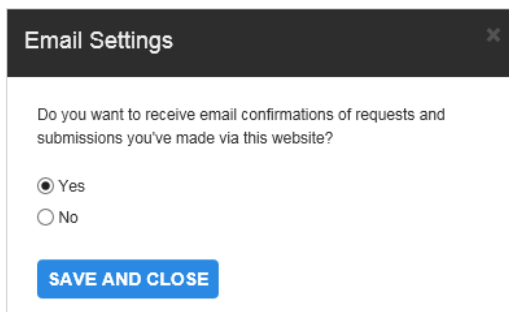 Email Settings
Do you want to receive email confirmations of requests and
submissions you've made via this website?
Yes
No
SAVE AND CLOSE